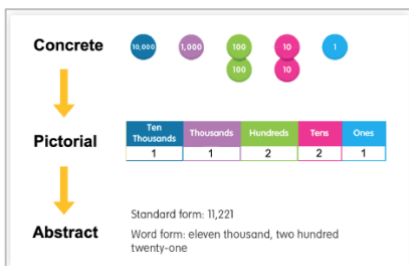 Concrete
10,000 1,000 100 10 1
100 10
Pictorial
Ten Thousands Thousands Hundreds Tens Ones
1 1 2 2 1
Standard form: 11,221
Abstract
Word form: eleven thousand, two hundred
twenty-one